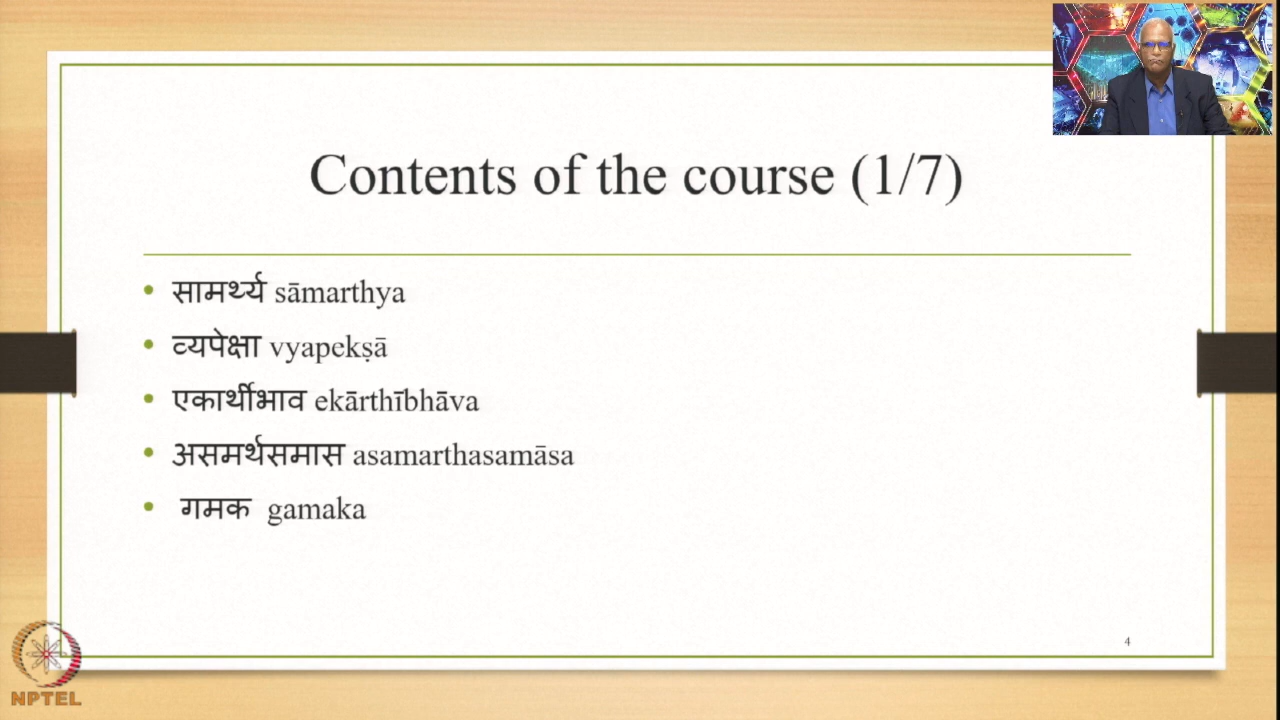 Contents of the course (1/7)
• सामर्थ्य sāmarthya
• व्यपेक्षा vyapekṣā
• एकार्थीभाव ekārthībhāva
• असमर्थसमास asamarthasamāsa
• गमक gamaka
4
NPTEL